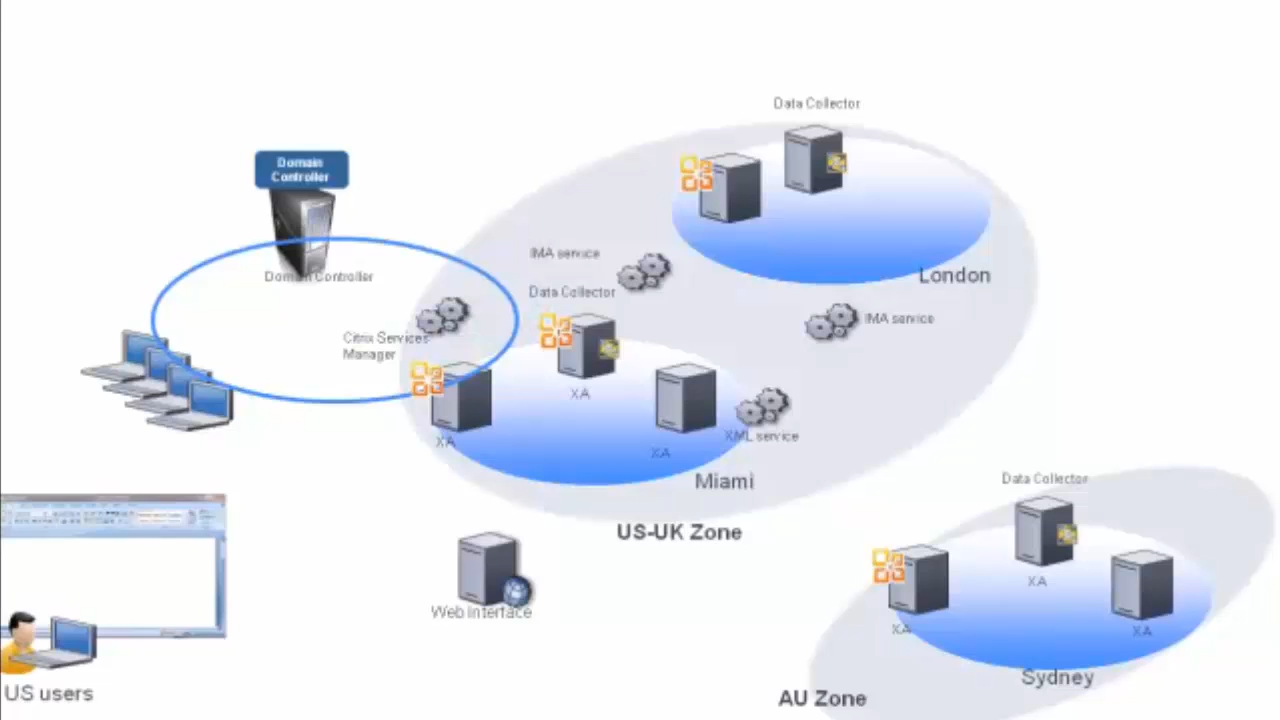 Data Collector
Domain
Controller
IMA service
Domain Controller
London
Data Collector
IMA service
Citrix Services
Manager
XA
XML service
XA
XA
Miami
Data Collector
US-UK Zone
XA
Web Interface
XA
XA
Sydney
US users
AU Zone